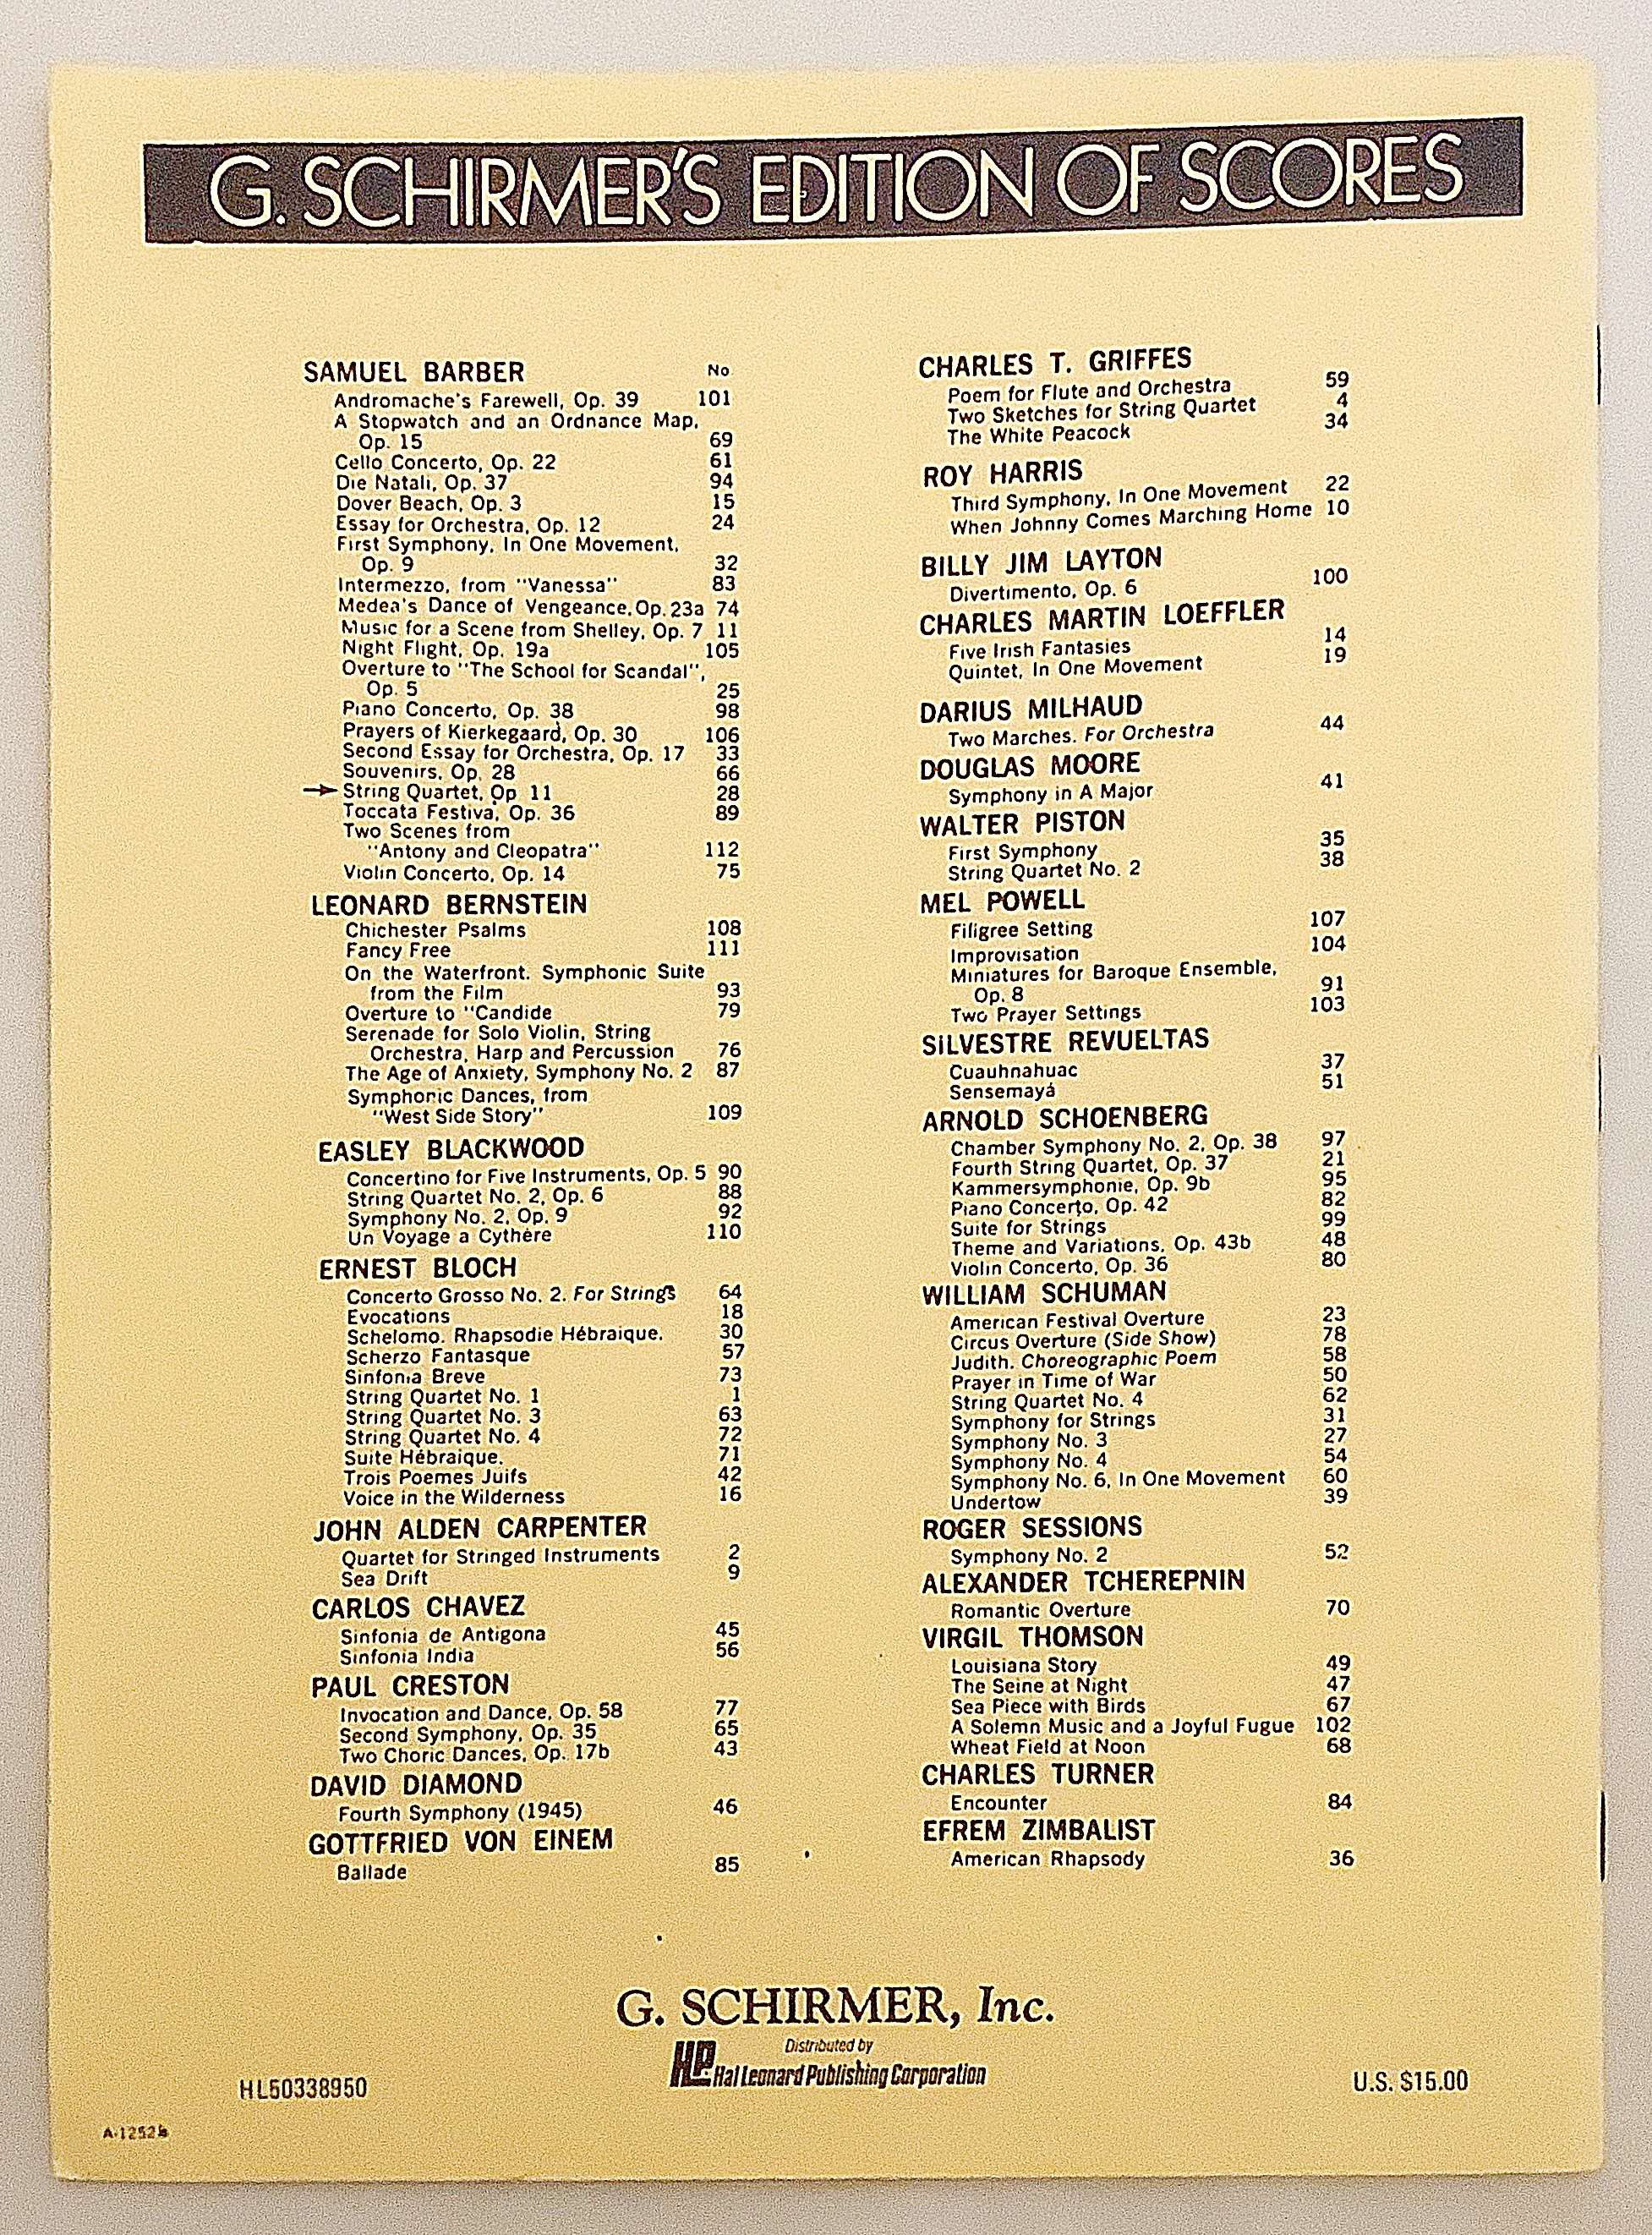 G. SCHIRMER'S EDITION OF SCORES
SAMUEL BARBER No
Andromache's Farewell, Op. 39 101
A Stopwatch and an Ordnance Map,
Op. 15 69
Cello Concerto, Op. 22 61
Die Natali, Op. 37 94
Dover Beach, Op. 3 15
Essay for Orchestra, Op. 12 24
First Symphony, In One Movement,
Op. 9 32
Intermezzo, from "Vanessa" 83
Medea's Dance of Vengeance, Op. 23a 74
Music for a Scene from Shelley, Op. 7 11
Night Flight, Op. 19a 105
Overture to "The School for Scandal",
Op. 5 25
Piano Concerto, Op. 38 98
Prayers of Kierkegaard, Op. 30 106
Second Essay for Orchestra, Op. 17 33
Souvenirs, Op. 28 66
→ String Quartet, Op 11 28
Toccata Festiva, Op. 36 89
Two Scenes from
"Antony and Cleopatra" 112
Violin Concerto, Op. 14 75
LEONARD BERNSTEIN
Chichester Psalms 108
Fancy Free 111
On the Waterfront. Symphonic Suite
from the Film 93
Overture to "Candide 79
Serenade for Solo Violin, String
Orchestra, Harp and Percussion 76
The Age of Anxiety, Symphony No. 2 87
Symphonic Dances, from
"West Side Story" 109
EASLEY BLACKWOOD
Concertino for Five Instruments, Op. 5 90
String Quartet No. 2, Op. 6 88
Symphony No. 2, Op. 9 92
Un Voyage a Cythère 110
ERNEST BLOCH
Concerto Grosso No. 2. For Strings 64
Evocations 18
Schelomo. Rhapsodie Hébraique. 30
Scherzo Fantasque 57
Sinfonia Breve 73
String Quartet No. 1 1
String Quartet No. 3 63
String Quartet No. 4 72
Suite Hébraique. 71
Trois Poemes Juifs 42
Voice in the Wilderness 16
JOHN ALDEN CARPENTER
Quartet for Stringed Instruments 2
Sea Drift 9
CARLOS CHAVEZ
Sinfonia de Antigona 45
Sinfonia India 56
PAUL CRESTON
Invocation and Dance, Op. 58 77
Second Symphony, Op. 35 65
Two Choric Dances, Op. 17b 43
DAVID DIAMOND
Fourth Symphony (1945) 46
GOTTFRIED VON EINEM
Ballade 85
CHARLES T. GRIFFES
Poem for Flute and Orchestra 59
Two Sketches for String Quartet 4
The White Peacock 34
ROY HARRIS
Third Symphony, In One Movement 22
When Johnny Comes Marching Home 10
BILLY JIM LAYTON
Divertimento, Op. 6 100
CHARLES MARTIN LOEFFLER
Five Irish Fantasies 14
Quintet, In One Movement 19
DARIUS MILHAUD
Two Marches. For Orchestra 44
DOUGLAS MOORE
Symphony in A Major 41
WALTER PISTON
First Symphony 35
String Quartet No. 2 38
MEL POWELL
Filigree Setting 107
Improvisation 104
Miniatures for Baroque Ensemble,
Op. 8 91
Two Prayer Settings 103
SILVESTRE REVUELTAS
Cuauhnahuac 37
Sensemayá 51
ARNOLD SCHOENBERG
Chamber Symphony No. 2, Op. 38 97
Fourth String Quartet, Op. 37 21
Kammersymphonie, Op. 9b 95
Piano Concerto, Op. 42 82
Suite for Strings 99
Theme and Variations, Op. 43b 48
Violin Concerto, Op. 36 80
WILLIAM SCHUMAN
American Festival Overture 23
Circus Overture (Side Show) 78
Judith. Choreographic Poem 58
Prayer in Time of War 50
String Quartet No. 4 62
Symphony for Strings 31
Symphony No. 3 27
Symphony No. 4 54
Symphony No. 6, In One Movement 60
Undertow 39
ROGER SESSIONS
Symphony No. 2 52
ALEXANDER TCHEREPNIN
Romantic Overture 70
VIRGIL THOMSON
Louisiana Story 49
The Seine at Night 47
Sea Piece with Birds 67
A Solemn Music and a Joyful Fugue 102
Wheat Field at Noon 68
CHARLES TURNER
Encounter 84
EFREM ZIMBALIST
American Rhapsody 36
G. SCHIRMER, Inc.
Distributed by
HL Hal Leonard Publishing Corporation
HL50338950
U.S. $15.00